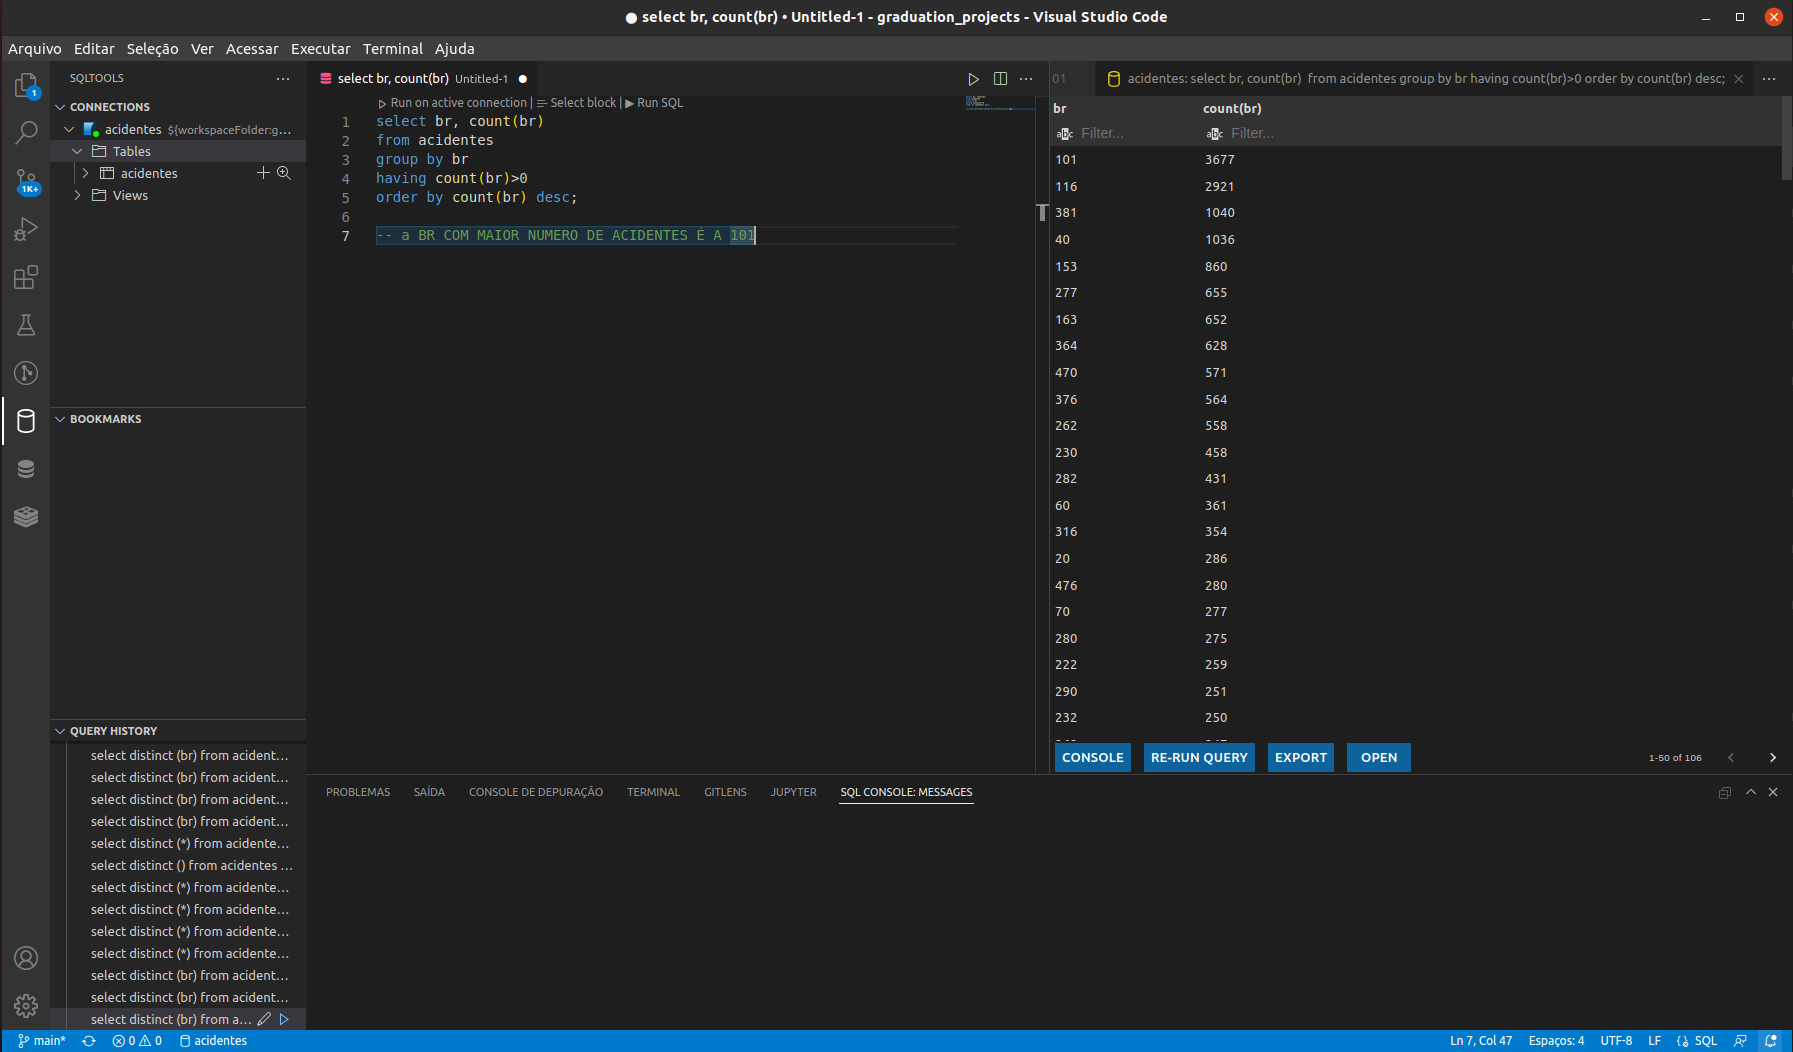 ● select br, count(br) • Untitled-1 - graduation_projects - Visual Studio Code
Arquivo Editar Seleção Ver Acessar Executar Terminal Ajuda
SQLTOOLS
CONNECTIONS
acidentes ${workspaceFolder:g...
Tables
acidentes
Views
BOOKMARKS
QUERY HISTORY
select distinct (br) from acident...
select distinct (br) from acident...
select distinct (br) from acident...
select distinct (br) from acident...
select distinct (*) from acidente...
select distinct () from acidentes ...
select distinct (*) from acidente...
select distinct (*) from acidente...
select distinct (*) from acidente...
select distinct (*) from acidente...
select distinct (br) from acident...
select distinct (br) from acident...
select distinct (br) from a...
1
1K+
select br, count(br) Untitled-1 ●
Run on active connection | Select block | Run SQL
1 select br, count(br)
2 from acidentes
3 group by br
4 having count(br)>0
5 order by count(br) desc;
6
7 -- a BR COM MAIOR NUMERO DE ACIDENTES É A 101
01
acidentes: select br, count(br) from acidentes group by br having count(br)>0 order by count(br) desc;
br count(br)
abc Filter... abc Filter...
101 3677
116 2921
381 1040
40 1036
153 860
277 655
163 652
364 628
470 571
376 564
262 558
230 458
282 431
60 361
316 354
20 286
476 280
70 277
280 275
222 259
290 251
232 250
CONSOLE RE-RUN QUERY EXPORT OPEN 1-50 of 106
PROBLEMAS SAÍDA CONSOLE DE DEPURAÇÃO TERMINAL GITLENS JUPYTER SQL CONSOLE: MESSAGES
main* 0 0 acidentes Ln 7, Col 47 Espaços: 4 UTF-8 LF SQL